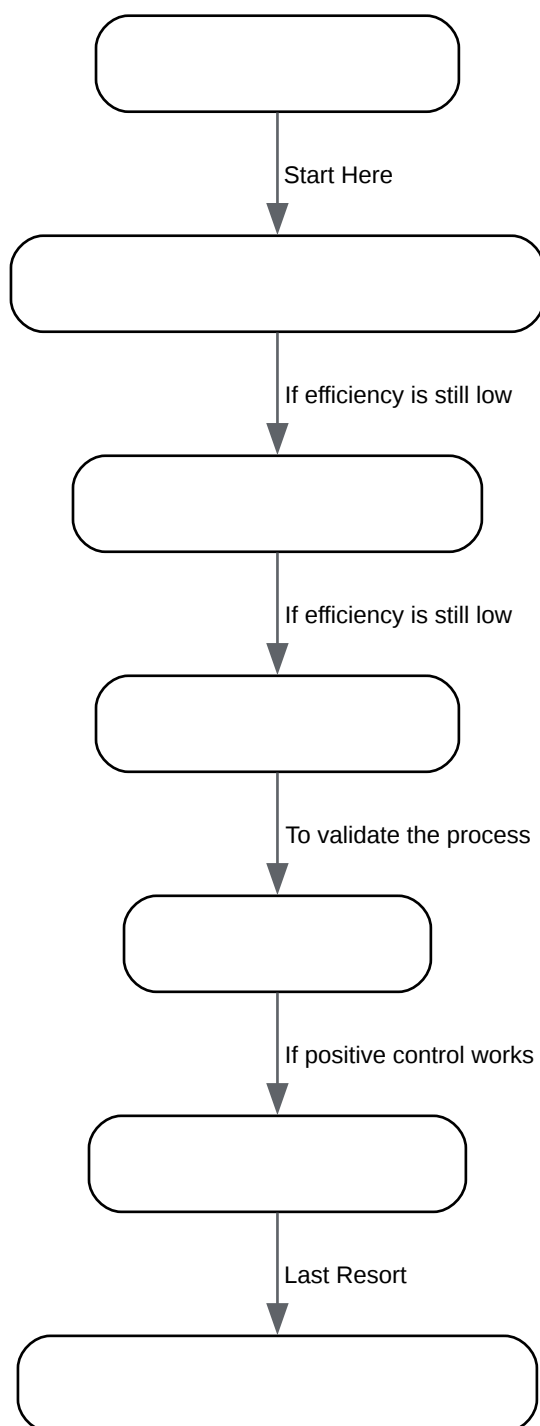 Start Here
If efficiency is still low
If efficiency is still low
To validate the process
If positive control works
Last Resort